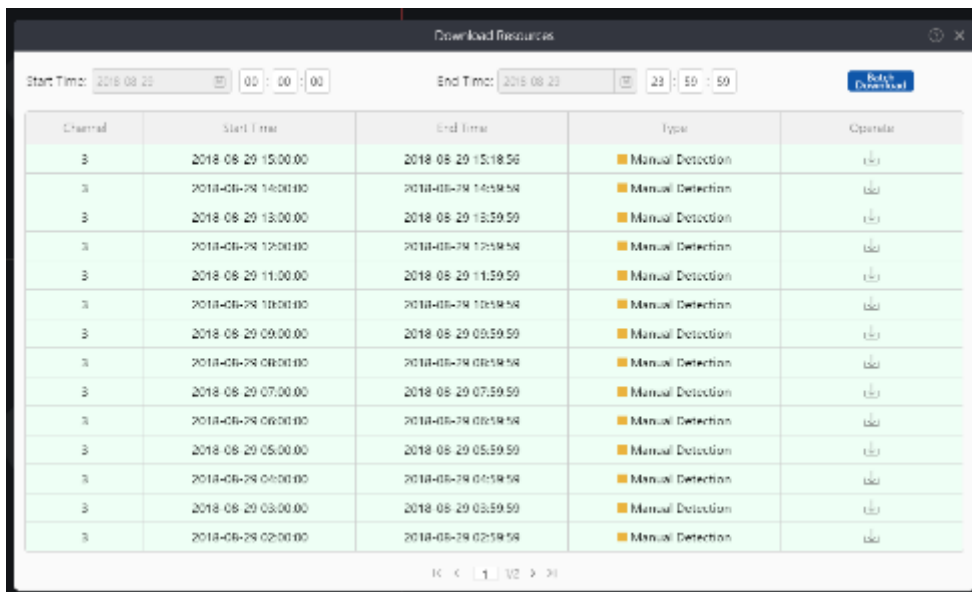 Download Resources
Start Time: 2018-08-29 00 : 00 : 00 End Time: 2018-08-29 23 : 59 : 59 Batch Download
Channel Start Time End Time Type Operate
3 2018-08-29 15:00:00 2018-08-29 15:18:56 Manual Detection
3 2018-08-29 14:00:00 2018-08-29 14:59:59 Manual Detection
3 2018-08-29 13:00:00 2018-08-29 13:59:59 Manual Detection
3 2018-08-29 12:00:00 2018-08-29 12:59:59 Manual Detection
3 2018-08-29 11:00:00 2018-08-29 11:59:59 Manual Detection
3 2018-08-29 10:00:00 2018-08-29 10:59:59 Manual Detection
3 2018-08-29 09:00:00 2018-08-29 09:59:59 Manual Detection
3 2018-08-29 08:00:00 2018-08-29 08:59:59 Manual Detection
3 2018-08-29 07:00:00 2018-08-29 07:59:59 Manual Detection
3 2018-08-29 06:00:00 2018-08-29 06:59:59 Manual Detection
3 2018-08-29 05:00:00 2018-08-29 05:59:59 Manual Detection
3 2018-08-29 04:00:00 2018-08-29 04:59:59 Manual Detection
3 2018-08-29 03:00:00 2018-08-29 03:59:59 Manual Detection
3 2018-08-29 02:00:00 2018-08-29 02:59:59 Manual Detection
1 1/2